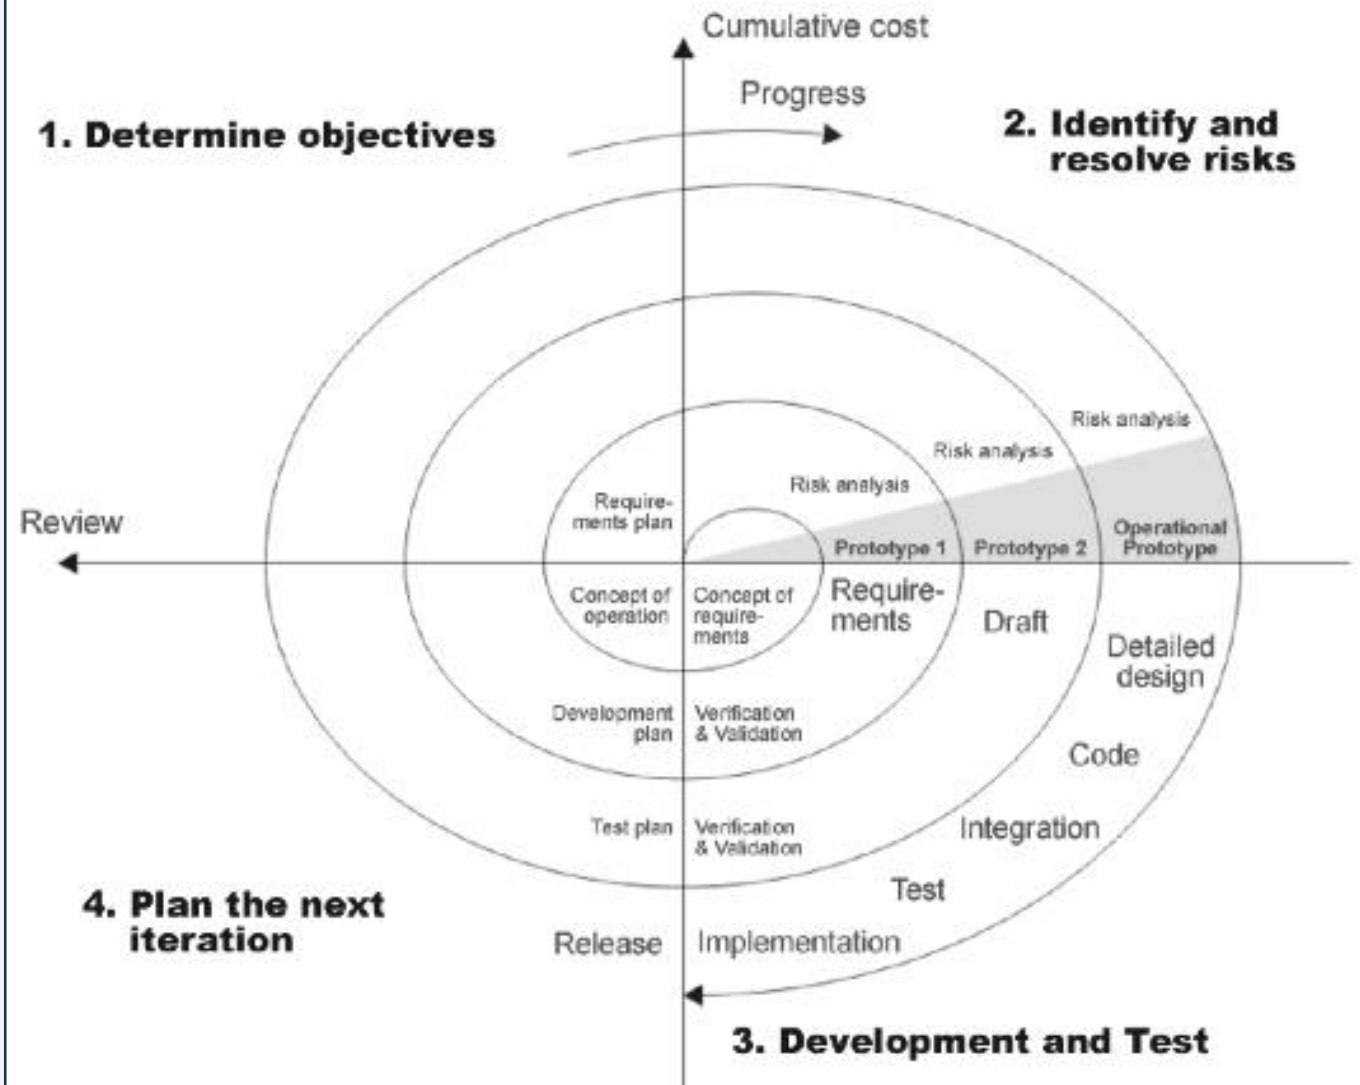 Cumulative cost
Progress
1. Determine objectives
2. Identify and
resolve risks
Risk analysis
Risk analysis
Risk analysis
Require-
ments plan
Review
Operational
Prototype
Prototype 1
Prototype 2
Concept of
operation
Concept of
require-
ments
Require-
ments
Draft
Detailed
design
Development
plan
Verification
& Validation
Code
Test plan
Verification
& Validation
Integration
Test
4. Plan the next
iteration
Release
Implementation
3. Development and Test